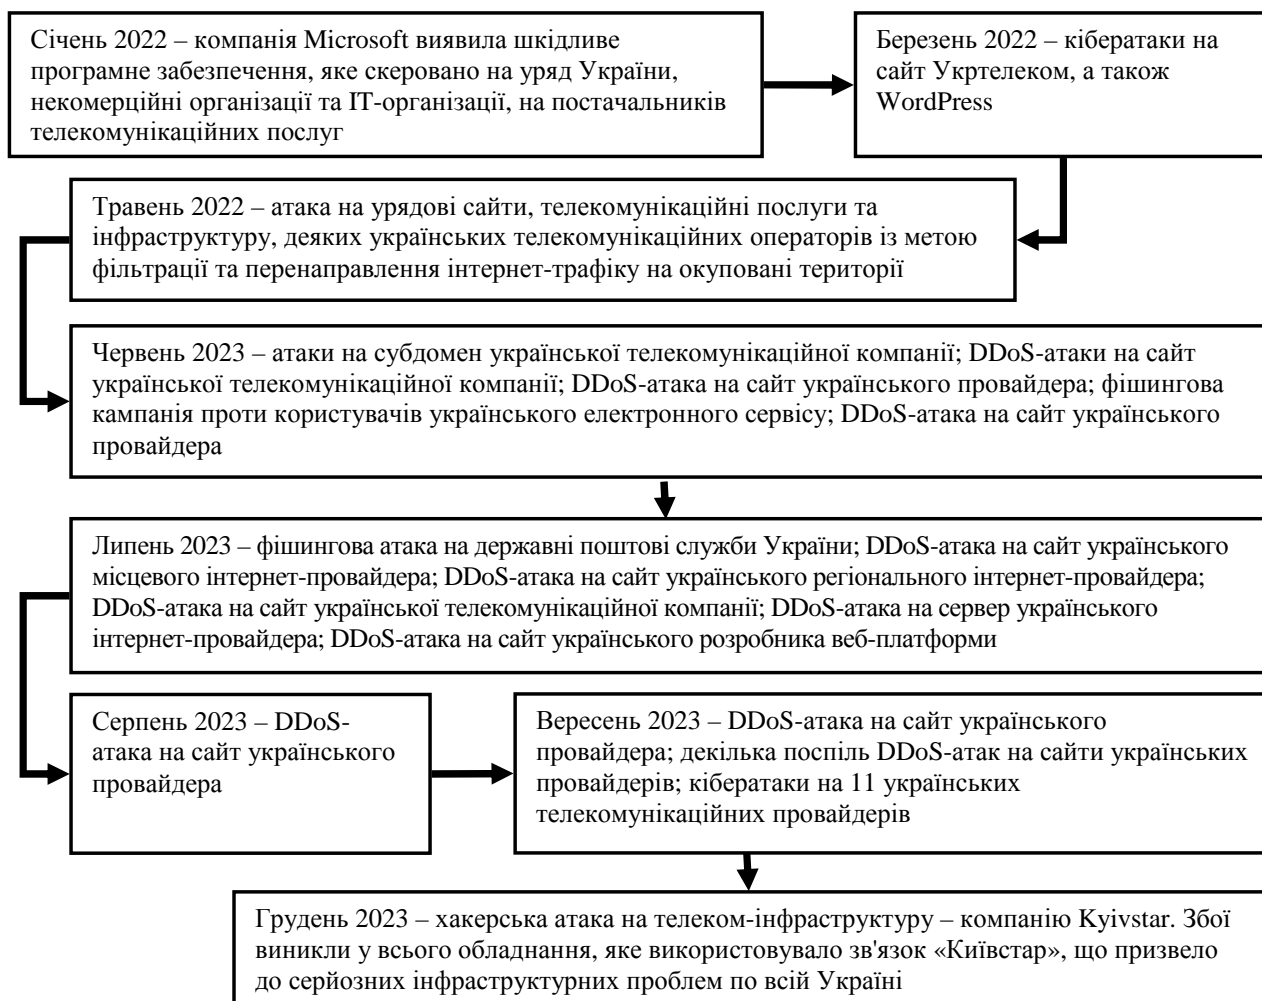 Січень 2022 – компанія Microsoft виявила шкідливе
програмне забезпечення, яке скеровано на уряд України,
некомерційні організації та ІТ-організації, на постачальників
телекомунікаційних послуг
Березень 2022 – кібератаки на
сайт Укртелеком, а також
WordPress
Травень 2022 – атака на урядові сайти, телекомунікаційні послуги та
інфраструктуру, деяких українських телекомунікаційних операторів із метою
фільтрації та перенаправлення інтернет-трафіку на окуповані території
Червень 2023 – атаки на субдомен української телекомунікаційної компанії; DDoS-атаки на сайт
української телекомунікаційної компанії; DDoS-атака на сайт українського провайдера; фішингова
кампанія проти користувачів українського електронного сервісу; DDoS-атака на сайт українського
провайдера
Липень 2023 – фішингова атака на державні поштові служби України; DDoS-атака на сайт українського
місцевого інтернет-провайдера; DDoS-атака на сайт українського регіонального інтернет-провайдера;
DDoS-атака на сайт української телекомунікаційної компанії; DDoS-атака на сервер українського
інтернет-провайдера; DDoS-атака на сайт українського розробника веб-платформи
Серпень 2023 – DDoS-
атака на сайт українського
провайдера
Вересень 2023 – DDoS-атака на сайт українського
провайдера; декілька поспіль DDoS-атак на сайти українських
провайдерів; кібератаки на 11 українських
телекомунікаційних провайдерів
Грудень 2023 – хакерська атака на телеком-інфраструктуру – компанію Kyivstar. Збої
виникли у всього обладнання, яке використовувало зв'язок «Київстар», що призвело
до серйозних інфраструктурних проблем по всій Україні